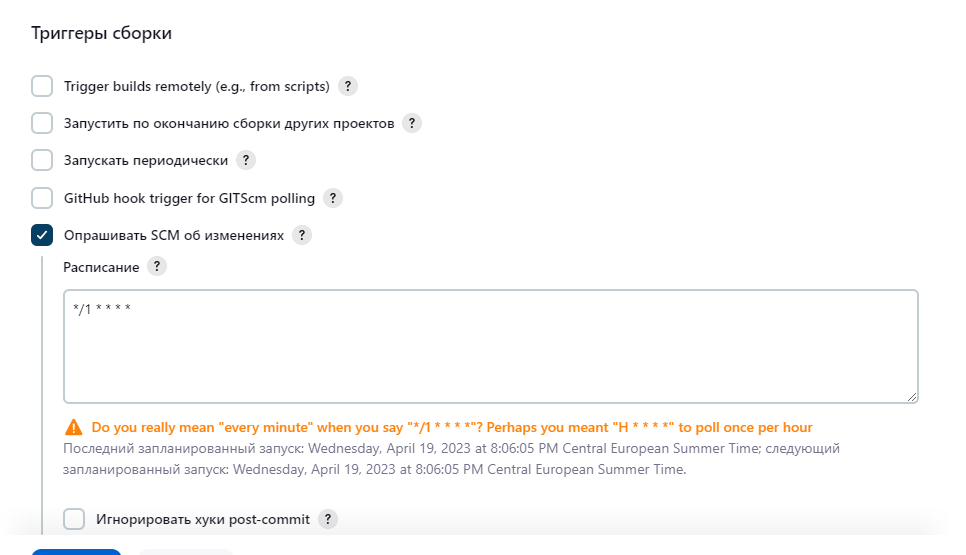 Триггеры сборки
Trigger builds remotely (e.g., from scripts) ?
Запустить по окончанию сборки других проектов ?
Запускать периодически ?
GitHub hook trigger for GITScm polling ?
Опрашивать SCM об изменениях ?
Расписание ?
*/1 * * * *
Do you really mean "every minute" when you say "*/1 * * * *"? Perhaps you meant "H * * * *" to poll once per hour
Последний запланированный запуск: Wednesday, April 19, 2023 at 8:06:05 PM Central European Summer Time; следующий
запланированный запуск: Wednesday, April 19, 2023 at 8:06:05 PM Central European Summer Time.
Игнорировать хуки post-commit ?